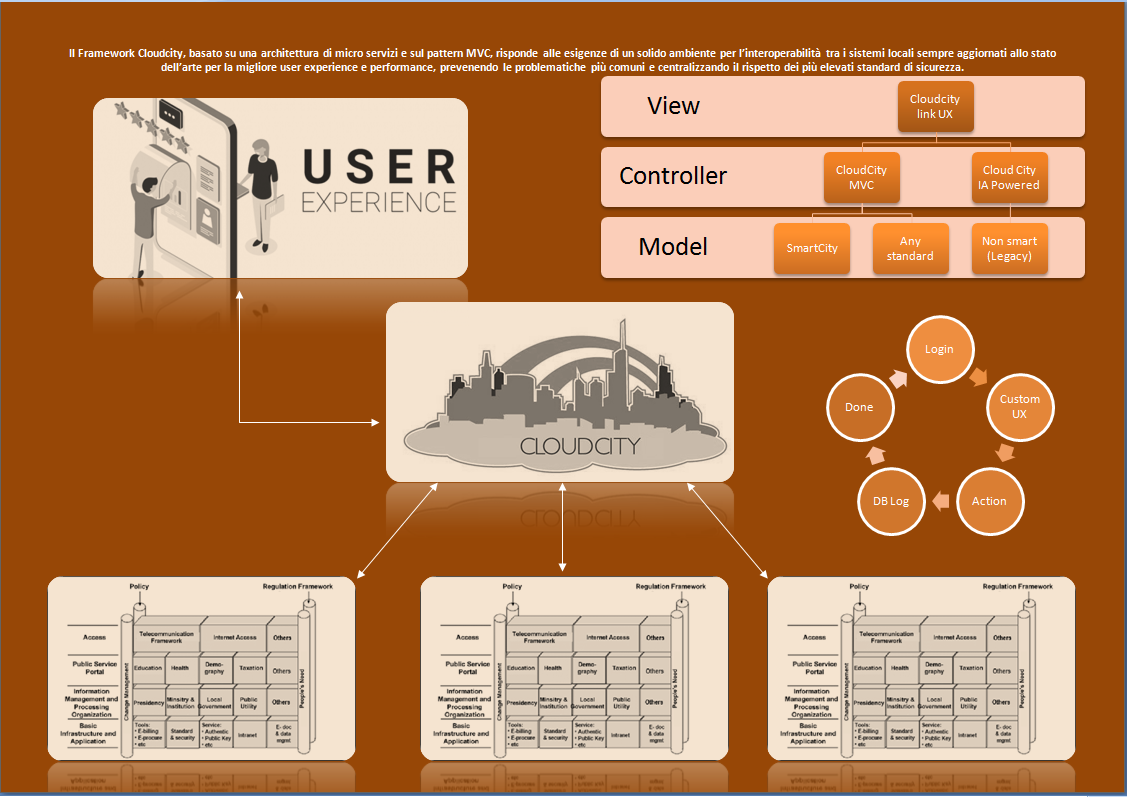 Il Framework Cloudcity, basato su una architettura di micro servizi e sul pattern MVC, risponde alle esigenze di un solido ambiente per l'interoperabilità tra i sistemi locali sempre aggiornati allo stato
dell'arte per la migliore user experience e performance, prevenendo le problematiche più comuni e centralizzando il rispetto dei più elevati standard di sicurezza.
USER
EXPERIENCE
View
Cloudcity
link UX
Controller
CloudCity
MVC
Cloud City
IA Powered
Model
SmartCity
Any
standard
Non smart
(Legacy)
CLOUDCITY
Login
Custom
UX
Action
DB Log
Done
Policy
Regulation Framework
Access
Telecommunication
Framework
Internet Access
Others
Public Service
Portal
Education
Health
Demo-
graphy
Taxation
Others
Information
Management and
Processing
Organization
Presidency
Minsitry &
Institution
Local
Government
Public
Utility
Others
Basic
Infrastructure and
Application
Tools:
• E-billing
• E-procure
• etc
Standard
& security
Service:
• Authentic
• Public Key
• etc
Intranet
E- doc
& data
mgmt
Change Management
People's Need
Policy
Regulation Framework
Access
Telecommunication
Framework
Internet Access
Others
Public Service
Portal
Education
Health
Demo-
graphy
Taxation
Others
Information
Management and
Processing
Organization
Presidency
Minsitry &
Institution
Local
Government
Public
Utility
Others
Basic
Infrastructure and
Application
Tools:
• E-billing
• E-procure
• etc
Standard
& security
Service:
• Authentic
• Public Key
• etc
Intranet
E- doc
& data
mgmt
Change Management
People's Need
Policy
Regulation Framework
Access
Telecommunication
Framework
Internet Access
Others
Public Service
Portal
Education
Health
Demo-
graphy
Taxation
Others
Information
Management and
Processing
Organization
Presidency
Minsitry &
Institution
Local
Government
Public
Utility
Others
Basic
Infrastructure and
Application
Tools:
• E-billing
• E-procure
• etc
Standard
& security
Service:
• Authentic
• Public Key
• etc
Intranet
E- doc
& data
mgmt
Change Management
People's Need